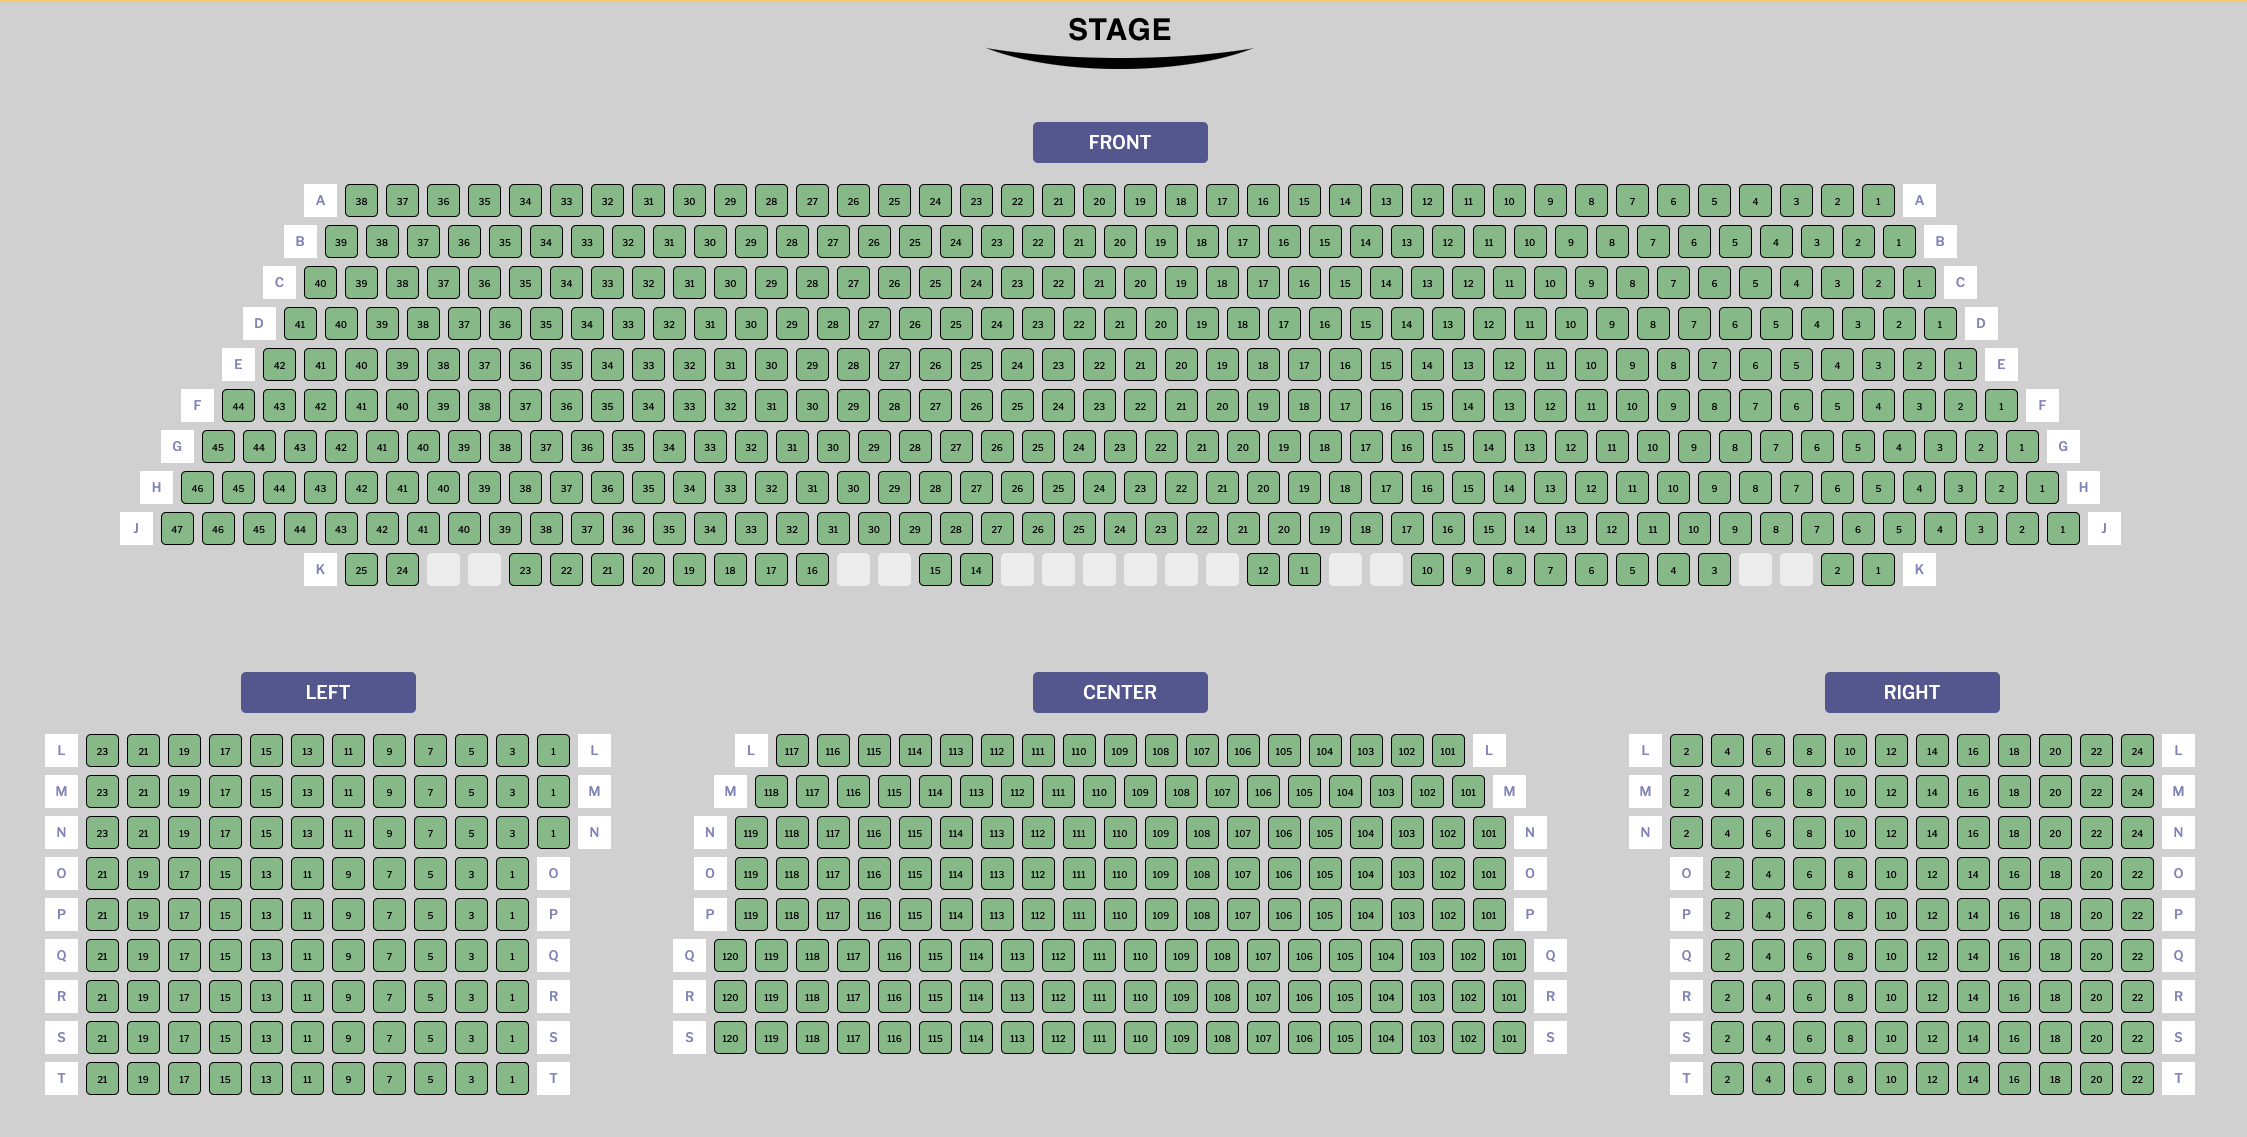 STAGE
FRONT
A 38 37 36 35 34 33 32 31 30 29 28 27 26 25 24 23 22 21 20 19 18 17 16 15 14 13 12 11 10 9 8 7 6 5 4 3 2 1 A
B 39 38 37 36 35 34 33 32 31 30 29 28 27 26 25 24 23 22 21 20 19 18 17 16 15 14 13 12 11 10 9 8 7 6 5 4 3 2 1 B
C 40 39 38 37 36 35 34 33 32 31 30 29 28 27 26 25 24 23 22 21 20 19 18 17 16 15 14 13 12 11 10 9 8 7 6 5 4 3 2 1 C
D 41 40 39 38 37 36 35 34 33 32 31 30 29 28 27 26 25 24 23 22 21 20 19 18 17 16 15 14 13 12 11 10 9 8 7 6 5 4 3 2 1 D
E 42 41 40 39 38 37 36 35 34 33 32 31 30 29 28 27 26 25 24 23 22 21 20 19 18 17 16 15 14 13 12 11 10 9 8 7 6 5 4 3 2 1 E
F 44 43 42 41 40 39 38 37 36 35 34 33 32 31 30 29 28 27 26 25 24 23 22 21 20 19 18 17 16 15 14 13 12 11 10 9 8 7 6 5 4 3 2 1 F
G 45 44 43 42 41 40 39 38 37 36 35 34 33 32 31 30 29 28 27 26 25 24 23 22 21 20 19 18 17 16 15 14 13 12 11 10 9 8 7 6 5 4 3 2 1 G
H 46 45 44 43 42 41 40 39 38 37 36 35 34 33 32 31 30 29 28 27 26 25 24 23 22 21 20 19 18 17 16 15 14 13 12 11 10 9 8 7 6 5 4 3 2 1 H
J 47 46 45 44 43 42 41 40 39 38 37 36 35 34 33 32 31 30 29 28 27 26 25 24 23 22 21 20 19 18 17 16 15 14 13 12 11 10 9 8 7 6 5 4 3 2 1 J
K 25 24 23 22 21 20 19 18 17 16 15 14 12 11 10 9 8 7 6 5 4 3 2 1 K
LEFT
L 23 21 19 17 15 13 11 9 7 5 3 1 L
M 23 21 19 17 15 13 11 9 7 5 3 1 M
N 23 21 19 17 15 13 11 9 7 5 3 1 N
O 21 19 17 15 13 11 9 7 5 3 1 O
P 21 19 17 15 13 11 9 7 5 3 1 P
Q 21 19 17 15 13 11 9 7 5 3 1 Q
R 21 19 17 15 13 11 9 7 5 3 1 R
S 21 19 17 15 13 11 9 7 5 3 1 S
T 21 19 17 15 13 11 9 7 5 3 1 T
CENTER
L 117 116 115 114 113 112 111 110 109 108 107 106 105 104 103 102 101 L
M 118 117 116 115 114 113 112 111 110 109 108 107 106 105 104 103 102 101 M
N 119 118 117 116 115 114 113 112 111 110 109 108 107 106 105 104 103 102 101 N
O 119 118 117 116 115 114 113 112 111 110 109 108 107 106 105 104 103 102 101 O
P 119 118 117 116 115 114 113 112 111 110 109 108 107 106 105 104 103 102 101 P
Q 120 119 118 117 116 115 114 113 112 111 110 109 108 107 106 105 104 103 102 101 Q
R 120 119 118 117 116 115 114 113 112 111 110 109 108 107 106 105 104 103 102 101 R
S 120 119 118 117 116 115 114 113 112 111 110 109 108 107 106 105 104 103 102 101 S
RIGHT
L 2 4 6 8 10 12 14 16 18 20 22 24 L
M 2 4 6 8 10 12 14 16 18 20 22 24 M
N 2 4 6 8 10 12 14 16 18 20 22 24 N
O 2 4 6 8 10 12 14 16 18 20 22 O
P 2 4 6 8 10 12 14 16 18 20 22 P
Q 2 4 6 8 10 12 14 16 18 20 22 Q
R 2 4 6 8 10 12 14 16 18 20 22 R
S 2 4 6 8 10 12 14 16 18 20 22 S
T 2 4 6 8 10 12 14 16 18 20 22 T